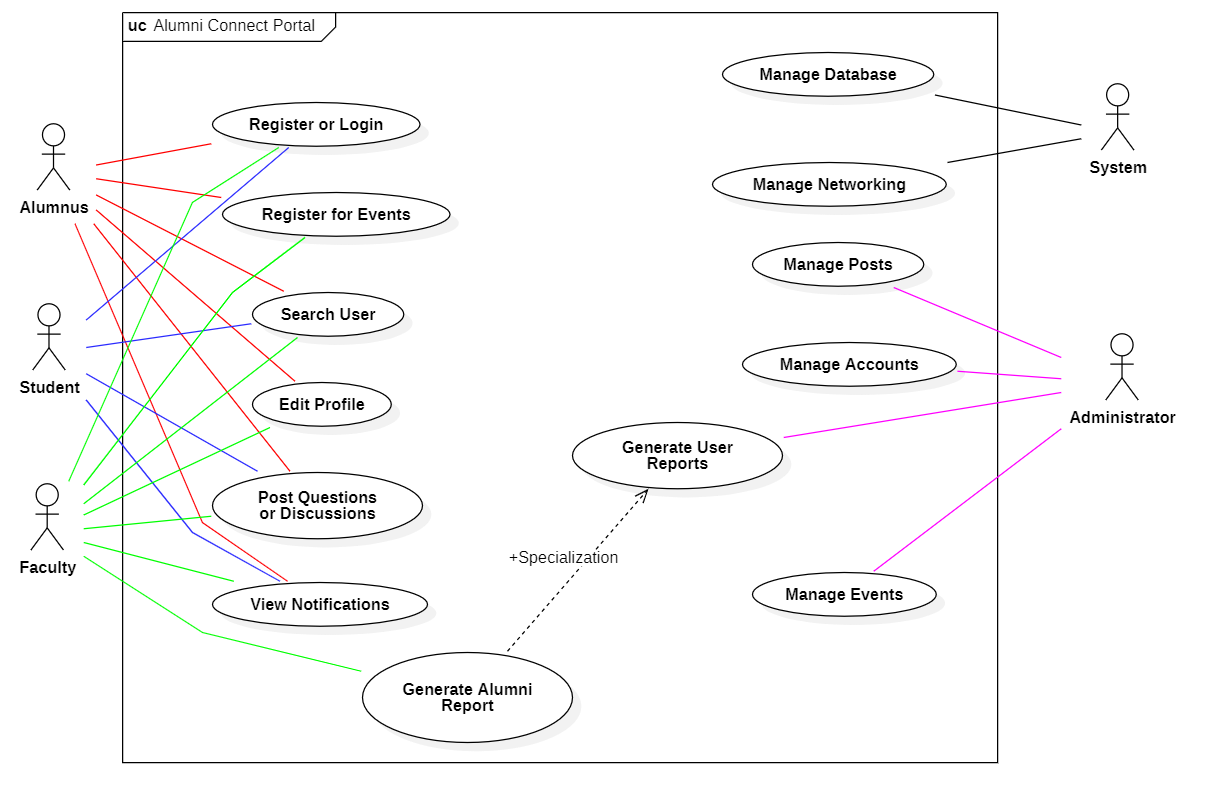 uc Alumni Connect Portal
Manage Database
Register or Login
System
Manage Networking
Alumnus
Register for Events
Manage Posts
Search User
Manage Accounts
Student
Edit Profile
Administrator
Generate User
Reports
Post Questions
or Discussions
+Specialization
Faculty
View Notifications
Manage Events
Generate Alumni
Report